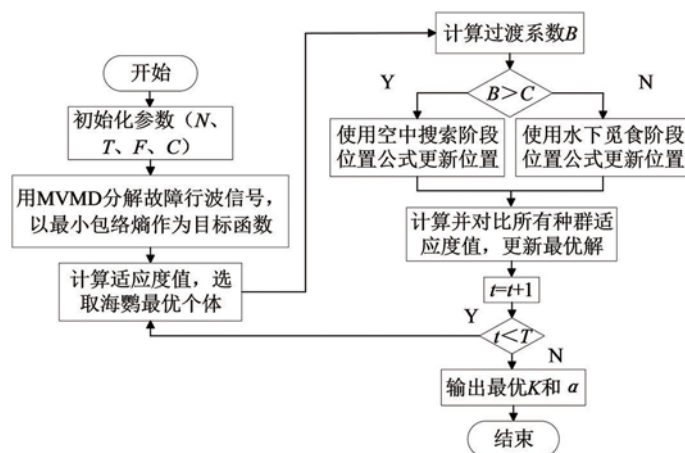 开始
初始化参数（N、
T、F、C）
用MVMD分解故障行波信号，
以最小包络熵作为目标函数
计算适应度值，选
取海鹦最优个体
计算过渡系数B
Y
B＞C
N
使用空中搜索阶段
位置公式更新位置
使用水下觅食阶段
位置公式更新位置
计算并对比所有种群适
应度值，更新最优解
t=t+1
Y
t＜T
N
输出最优K和 α
结束